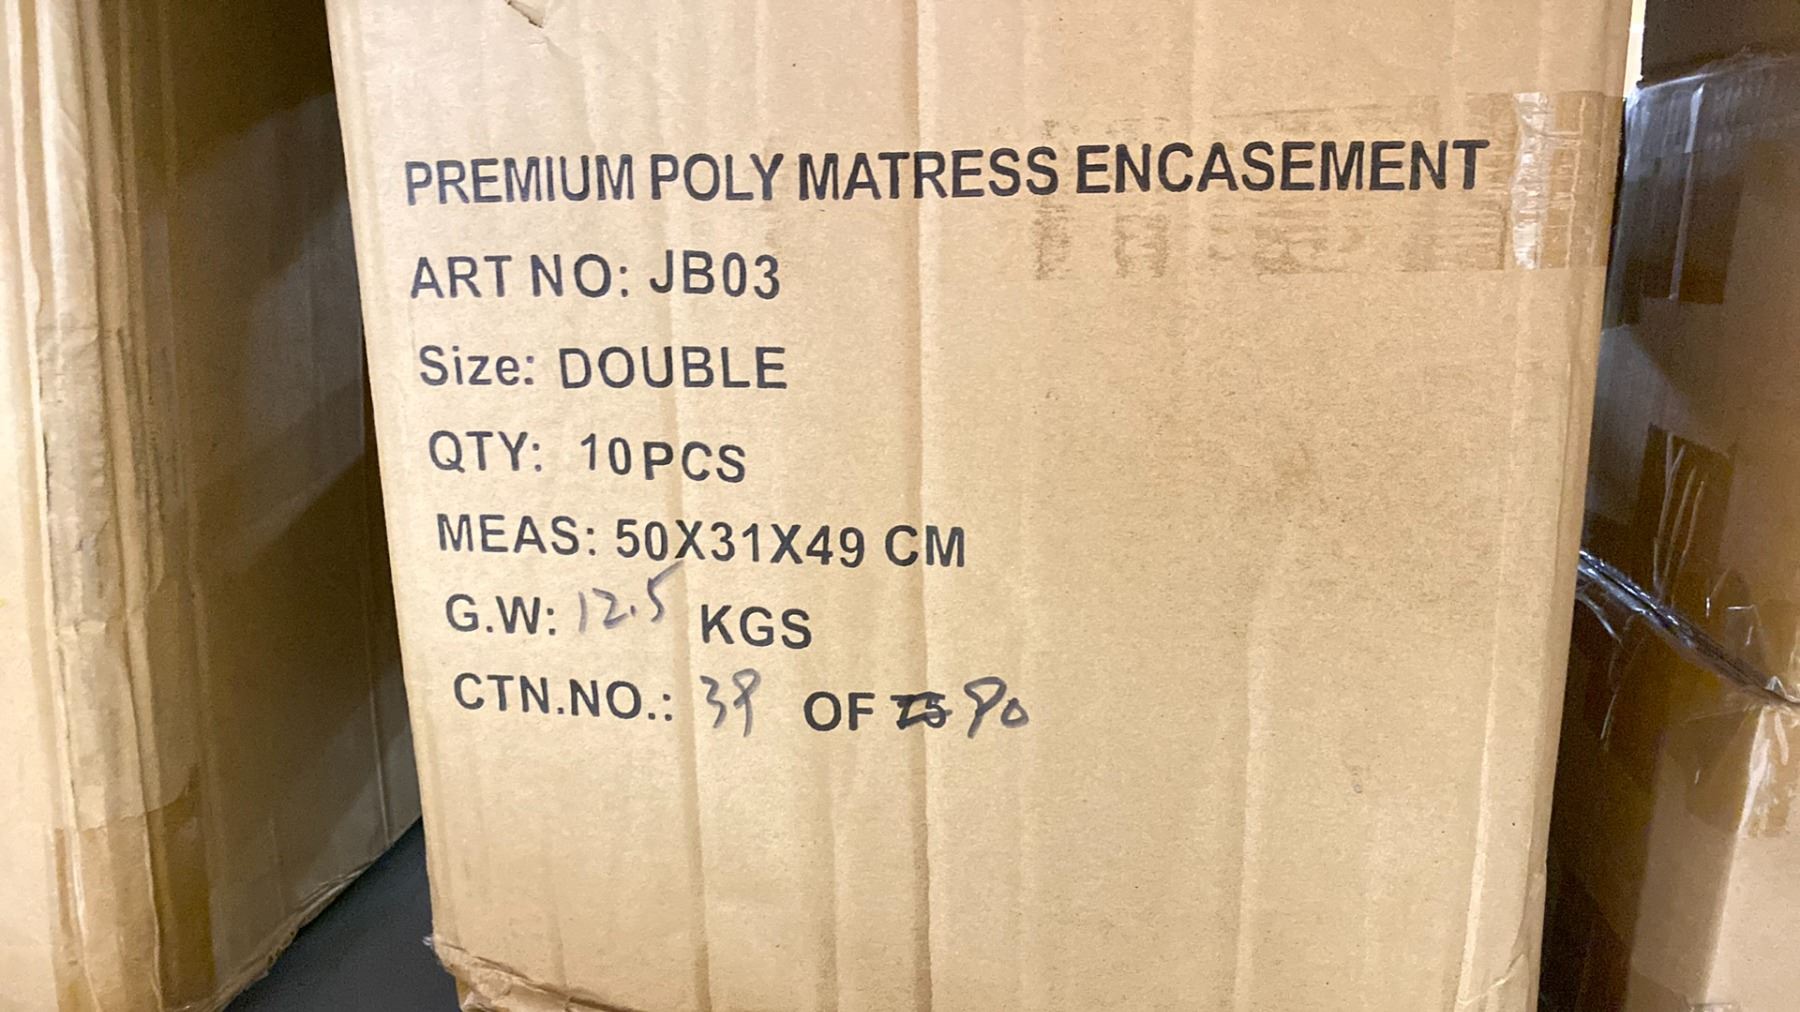 PREMIUM POLY MATRESS ENCASEMENT
ART NO: JB03
Size: DOUBLE
QTY: 10PCS
MEAS: 50X31X49 CM
G.W: 12.5 KGS
CTN.NO.: 39 OF 75 90